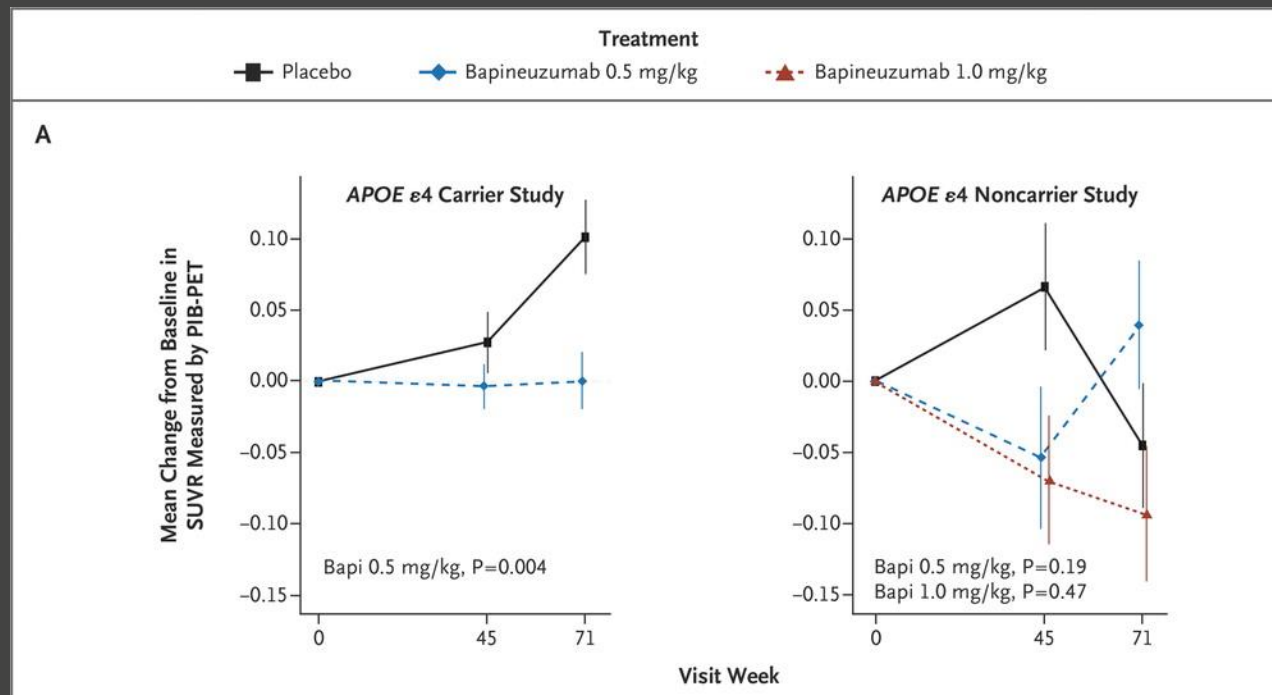 Treatment
Placebo
Bapineuzumab 0.5 mg/kg
Bapineuzumab 1.0 mg/kg
A
Mean Change from Baseline in
SUVR Measured by PIB-PET
APOE ε4 Carrier Study
0.10
0.05
0.00
−0.05
−0.10
−0.15
Bapi 0.5 mg/kg, P=0.004
0
45
71
APOE ε4 Noncarrier Study
0.10
0.05
0.00
−0.05
−0.10
−0.15
Bapi 0.5 mg/kg, P=0.19
Bapi 1.0 mg/kg, P=0.47
0
45
71
Visit Week